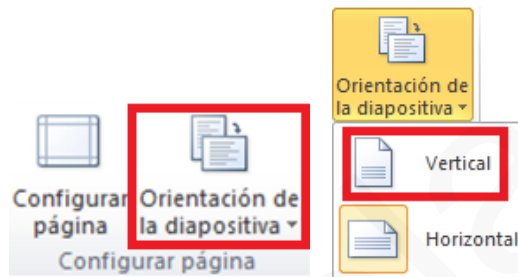 Configurar
página
Orientación de
la diapositiva
Configurar página
Orientación de
la diapositiva
Vertical
Horizontal